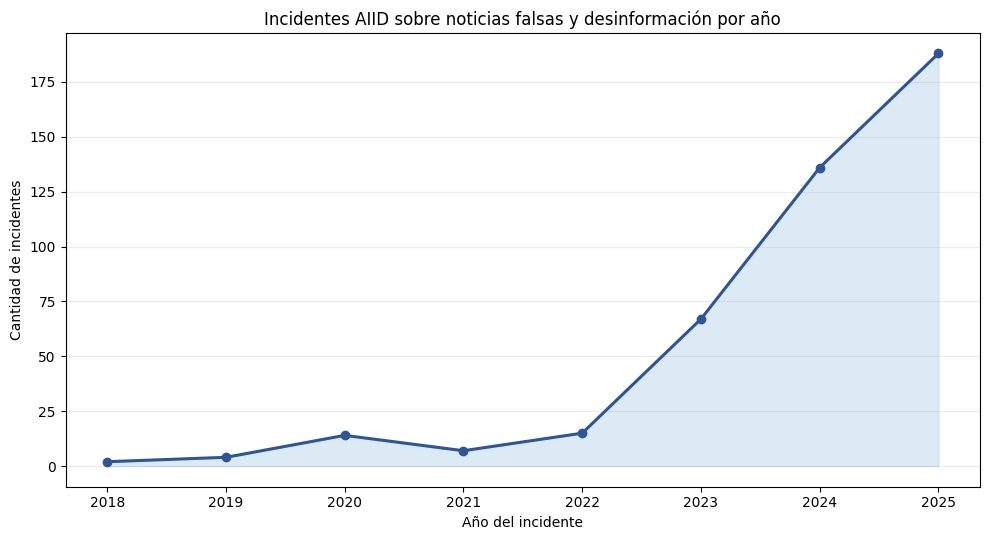 Incidentes AIID sobre noticias falsas y desinformación por año
Cantidad de incidentes
175
150
125
100
75
50
25
0
2018 2019 2020 2021 2022 2023 2024 2025
Año del incidente